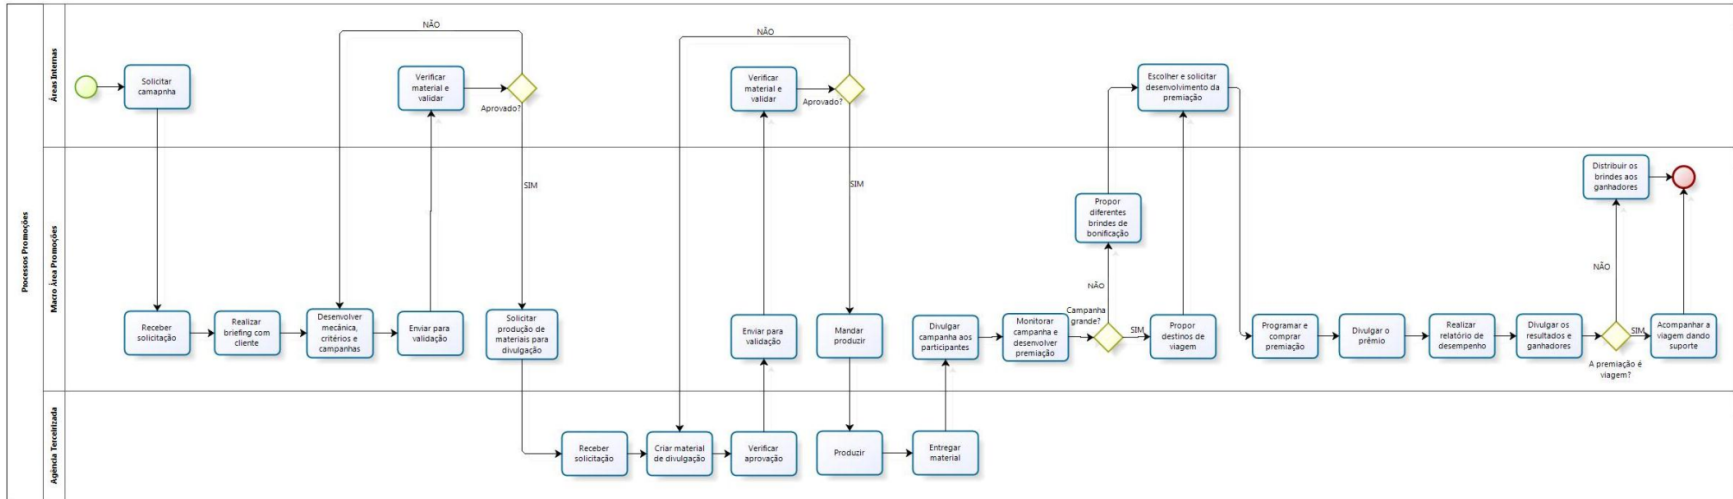 Processos Promoções
Áreas Internas
NÃO
NÃO
Solicitar
camapnha
Verificar
material e
validar
Aprovado?
Verificar
material e
validar
Aprovado?
Escolher e solicitar
desenvolvimento da
premiação
Macro Área Promoções
SIM
SIM
Propor
diferentes
brindes de
bonificação
Distribuir os
brindes aos
ganhadores
NÃO
NÃO
Receber
solicitação
Realizar
briefing com
cliente
Desenvolver
mecânica,
critérios e
campanhas
Enviar para
validação
Solicitar
produção de
materiais para
divulgação
Enviar para
validação
Mandar
produzir
Divulgar
campanha aos
participantes
Monitorar
campanha e
desenvolver
premiação
Campanha
grande?
SIM
Propor
destinos de
viagem
Programar e
comprar
premiação
Divulgar o
prêmio
Realizar
relatório de
desempenho
Divulgar os
resultados e
ganhadores
A premiação é
viagem?
SIM
Acompanhar a
viagem dando
suporte
Agência Terceirizada
Receber
solicitação
Criar material
de divulgação
Verificar
aprovação
Produzir
Entregar
material